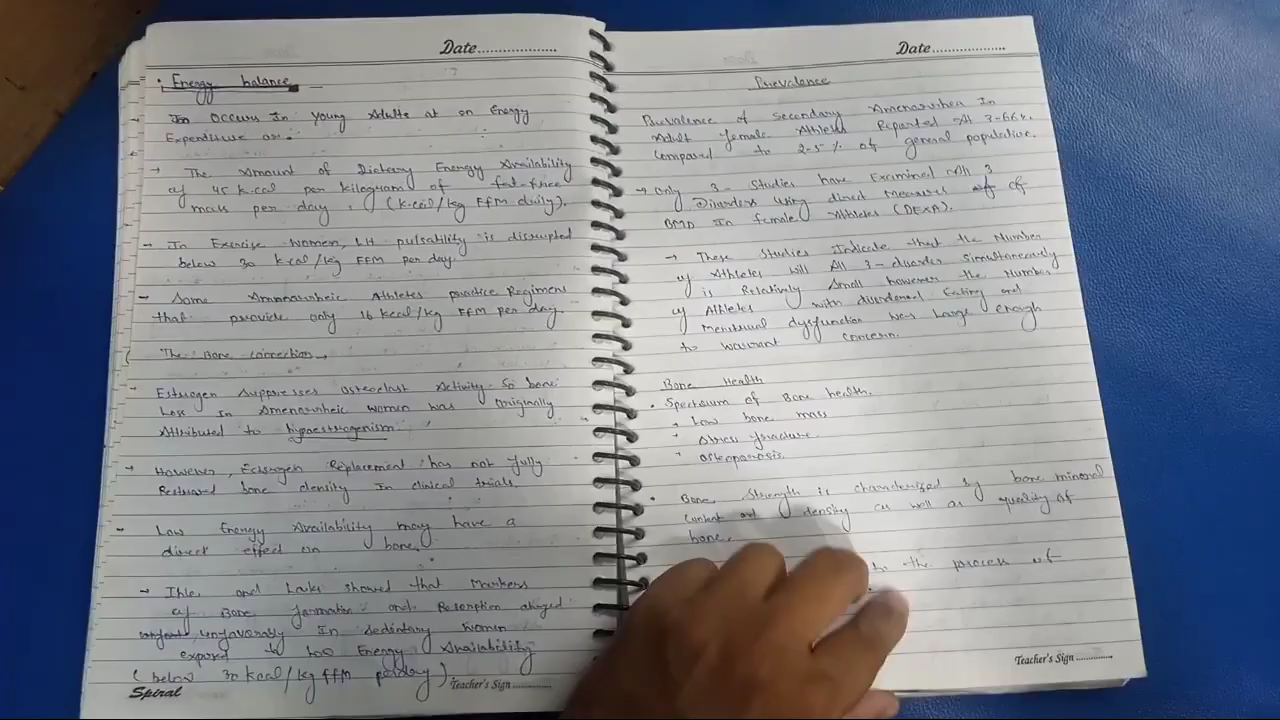 Date
• Energy balance
In occurs In young Adults at on Energy
Expenditure as.
→ The Amount of Dietary Energy Availability
of 45 k.cal per kilogram of fat-free
mass per day. (k.cal/kg FFM daily).
- In Exercise women, LH pulsability is disrupted
below 30 kcal/kg FFM per day.
- Some Amenorrheic Athletes practice Regimens
that provide only 16 kcal/kg FFM per day.
The Bone connection
- Estrogen Suppresses osteoclast Activity So bone
Loss in Amenorrheic women was originally
Attributed to hypoestrogenism.
→ However, Estrogen Replacement has not fully
Restored bone density In clinical trials
- Low Energy Availability may have a
direct effect on bone.
→ and showed that Markers
of Bone formation and Resorption
unfavorably In Sedentary women
exposed to Energy Availability
(below 30 kcal/kg FFM per day)
Spiral
Teacher's Sign
Date
Prevalence
Prevalence of Secondary Amenorrhea In
Adult female Athletes Reported At 3-66%.
Compared to 2-5% of general population.
→ Only 3-Studies have Examined All 3
Disorders using direct Measures of
BMD In female Athletes (DEXA).
→ These Studies Indicate that the Number
of Athletes will All 3-disorder Simultaneously
is Relatively Small however the Number
of Athletes with disordered Eating and
Menstrual dysfunction was Large enough
to warrant concern.
Bone Health
• Spectrum of Bone health.
→ Low bone mass
→ Stress fracture.
→ Osteoporosis.
• Bone Strength is characterized by bone mineral
content and density as well as quality of
bone.
to the process of
Teacher's Sign